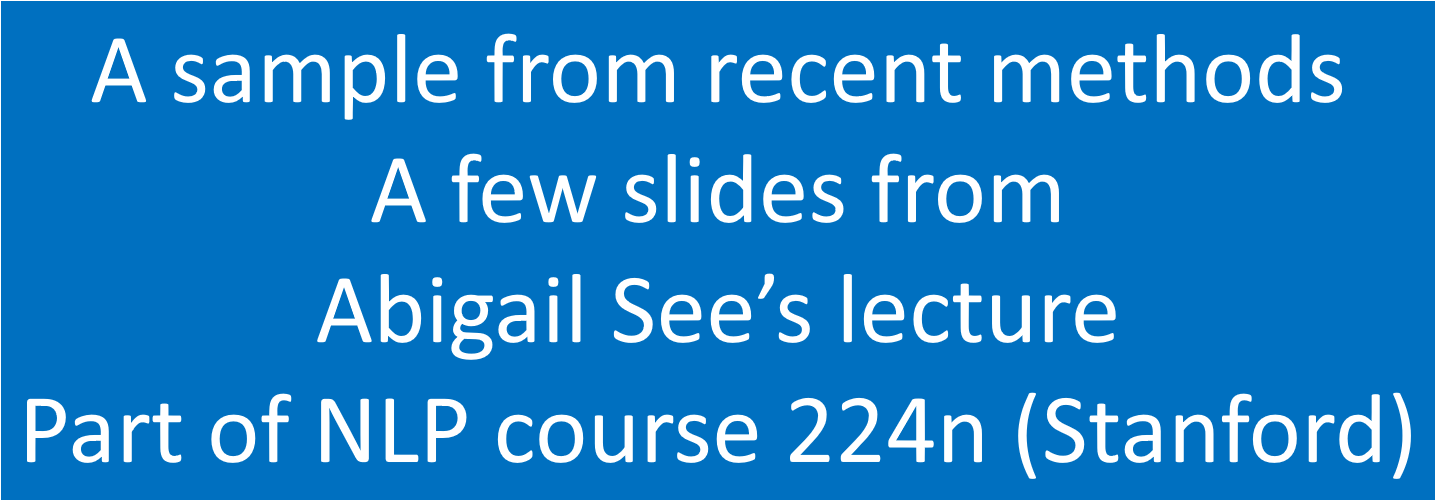 A sample from recent methods
A few slides from
Abigail See’s lecture
Part of NLP course 224n (Stanford)